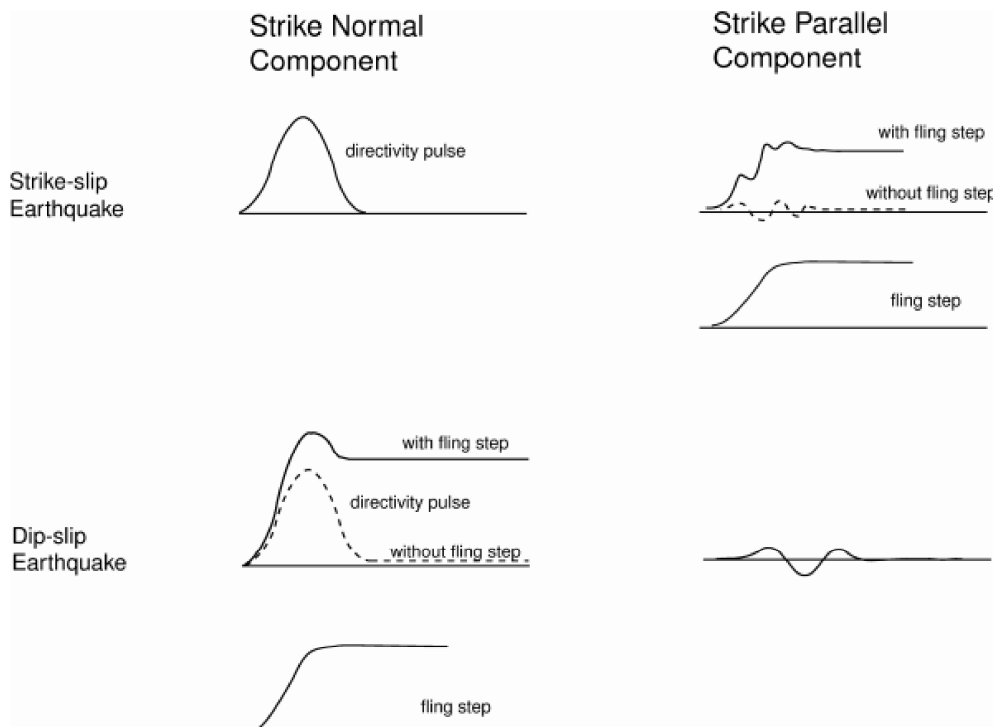 Strike Normal
Component
Strike Parallel
Component
Strike-slip
Earthquake
directivity pulse
with fling step
without fling step
fling step
Dip-slip
Earthquake
with fling step
directivity pulse
without fling step
fling step